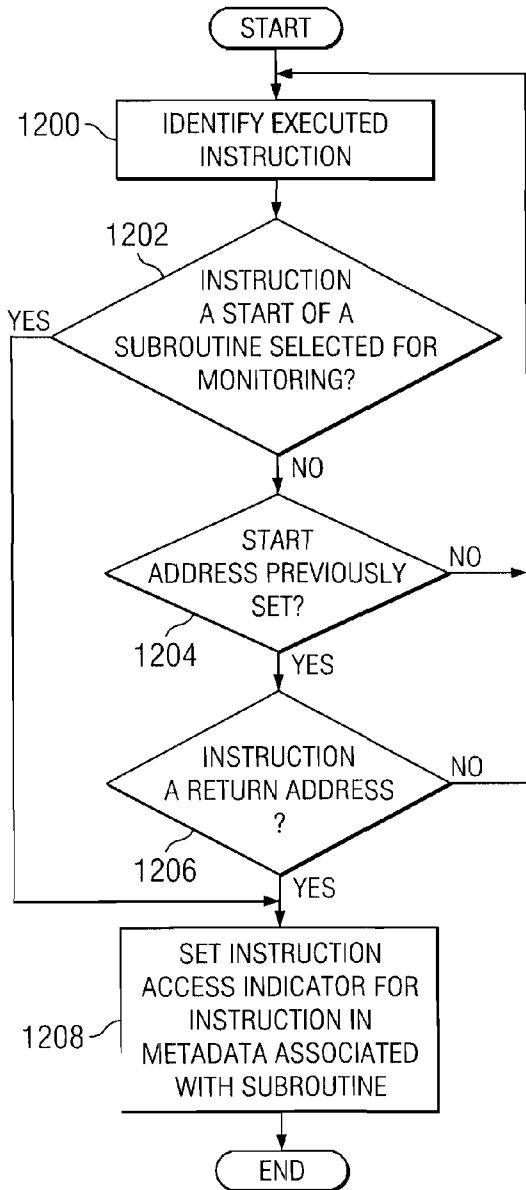 START
1200
IDENTIFY EXECUTED
INSTRUCTION
1202
INSTRUCTION
A START OF A
SUBROUTINE SELECTED FOR
MONITORING?
YES
NO
START
ADDRESS PREVIOUSLY
SET?
NO
1204
YES
INSTRUCTION
A RETURN ADDRESS
?
NO
1206
YES
SET INSTRUCTION
ACCESS INDICATOR FOR
INSTRUCTION IN
METADATA ASSOCIATED
WITH SUBROUTINE
1208
END